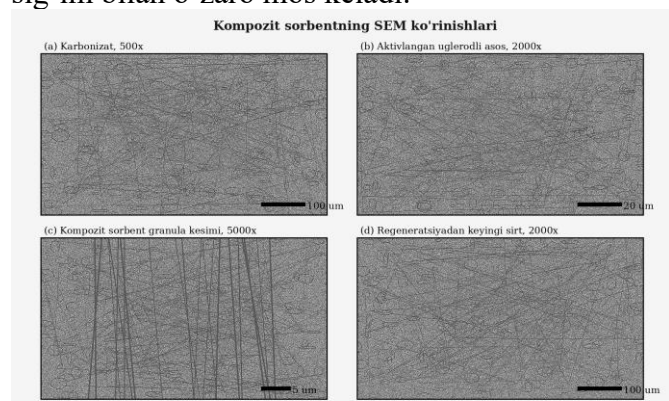 Kompozit sorbentning SEM ko'rinishlari
(a) Karbonizat, 500x
(b) Aktivlangan uglerodli asos, 2000x
100 um
20 um
(c) Kompozit sorbent granula kesimi, 5000x
(d) Regeneratsiyadan keyingi sirt, 2000x
5 um
100 um